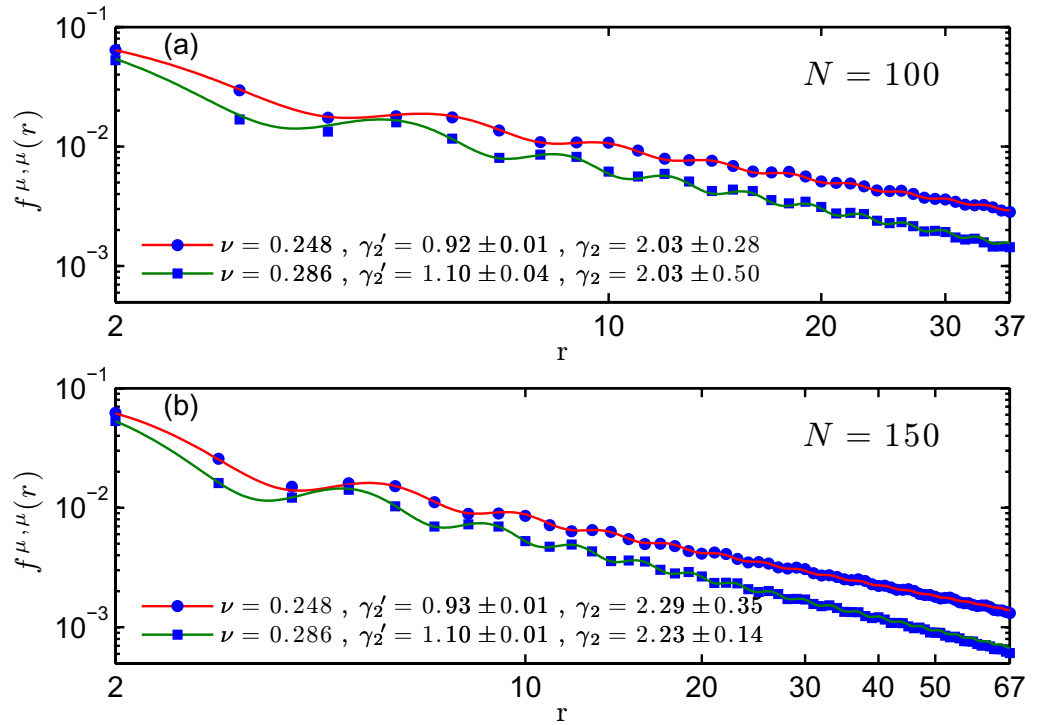 10⁻¹
(a)
N = 100
10⁻²
f^{μ,μ}(r)
ν = 0.248 , γ₂′ = 0.92 ±0.01 , γ₂ = 2.03 ±0.28
10⁻³
ν = 0.286 , γ₂′ = 1.10 ±0.04 , γ₂ = 2.03 ±0.50
2 10 20 30 37
r
10⁻¹
(b)
N = 150
10⁻²
f^{μ,μ}(r)
ν = 0.248 , γ₂′ = 0.93 ±0.01 , γ₂ = 2.29 ±0.35
10⁻³
ν = 0.286 , γ₂′ = 1.10 ±0.01 , γ₂ = 2.23 ±0.14
2 10 20 30 40 50 67
r